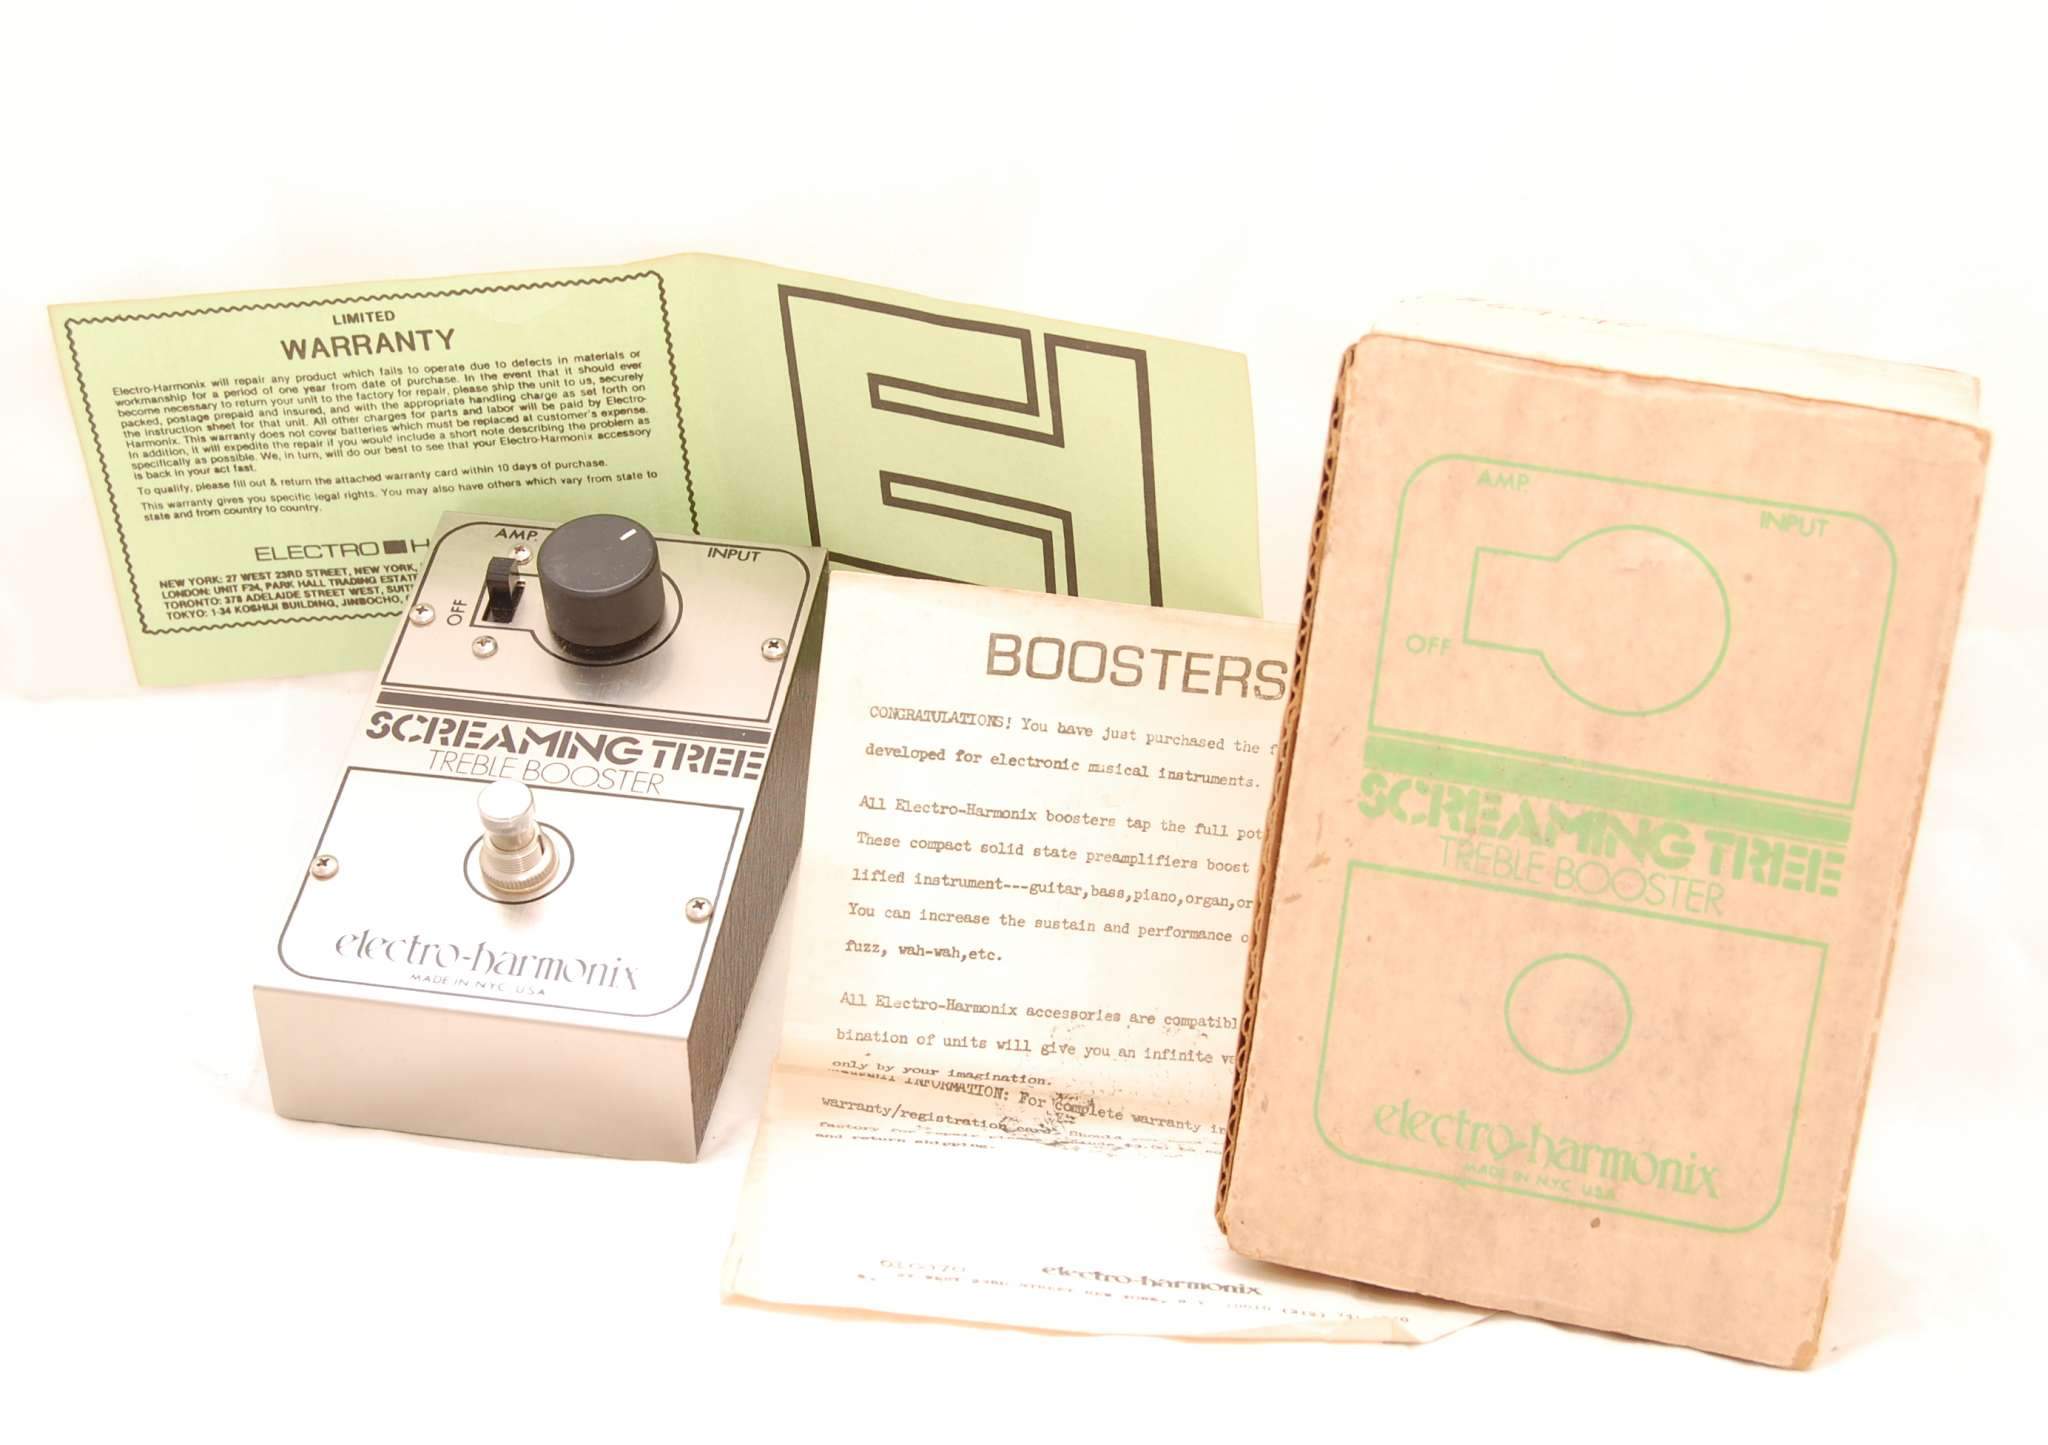 LIMITED
WARRANTY
Electro-Harmonix will repair any product which fails to operate due to defects in materials or
workmanship for a period of one year from date of purchase. In the event that it should ever
become necessary to return your unit to the factory for repair, please ship the unit to us, securely
packed, postage prepaid and insured, and with the appropriate handling charge as set forth on
the instruction sheet for that unit. All other charges for parts and labor will be paid by Electro-
Harmonix. This warranty does not cover batteries which must be replaced at customer's expense.
In addition, it will expedite the repair if you would include a short note describing the problem as
specifically as possible. We, in turn, will do our best to see that your Electro-Harmonix accessory
is back in your act fast.
To qualify, please fill out & return the attached warranty card within 10 days of purchase.
This warranty gives you specific legal rights. You may also have others which vary from state to
state and from country to country.
ELECTRO H
NEW YORK: 27 WEST 23RD STREET, NEW YORK,
LONDON: UNIT F24, PARK HALL TRADING ESTATE
TORONTO: 378 ADELAIDE STREET WEST, SUIT
TOKYO: 1-34 KOSHIJI BUILDING, JINBOCHO,
AMP.
INPUT
OFF
SCREAMING TREE
TREBLE BOOSTER
electro-harmonix
MADE IN NYC USA
BOOSTERS
CONGRATULATIONS! You have just purchased the f
developed for electronic musical instruments.
All Electro-Harmonix boosters tap the full pot
These compact solid state preamplifiers boost
lified instrument---guitar,bass,piano,organ,or
You can increase the sustain and performance o
fuzz, wah-wah,etc.
All Electro-Harmonix accessories are compatibl
bination of units will give you an infinite va
only by your imagination.
INFORMATION: For complete warranty in
warranty/registration card. Should
factory for repair
and return shipping.
electro-harmonix
AMP.
INPUT
OFF
SCREAMING TREE
TREBLE BOOSTER
electro-harmonix
MADE IN NYC USA